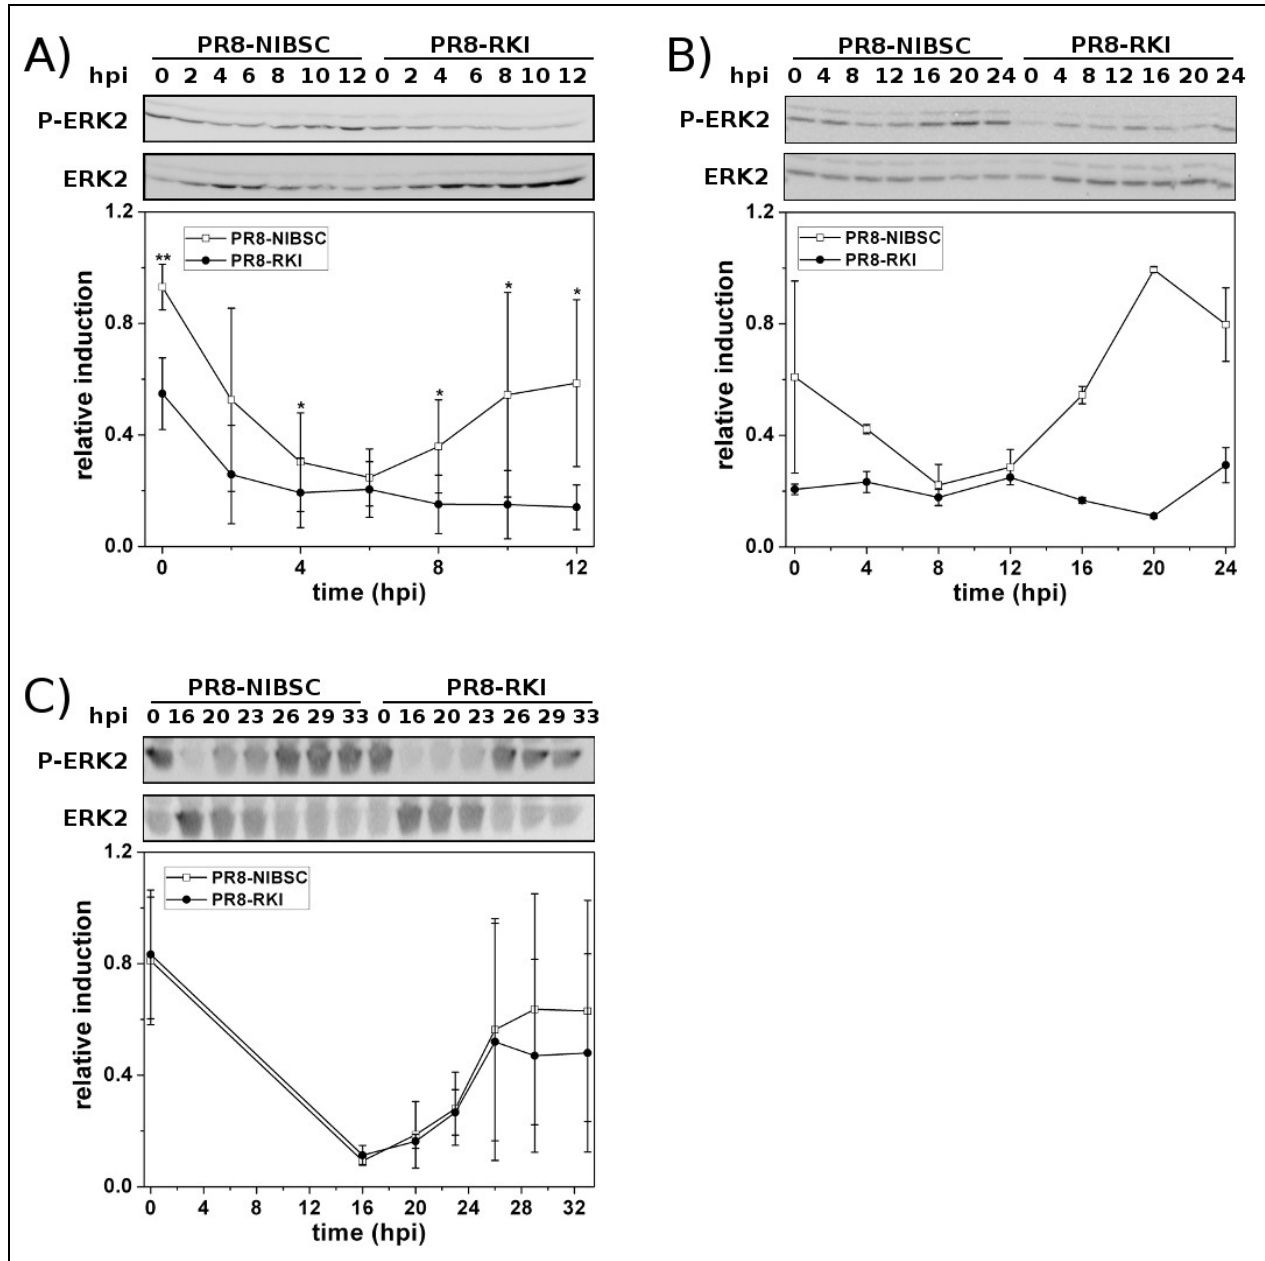 A)
PR8-NIBSC PR8-RKI
hpi 0 2 4 6 8 10 12 0 2 4 6 8 10 12
P-ERK2
ERK2
1.2
0.8
0.4
0.0
relative induction
PR8-NIBSC
PR8-RKI
** * * * *
0 4 8 12
time (hpi)
B)
PR8-NIBSC PR8-RKI
hpi 0 4 8 12 16 20 24 0 4 8 12 16 20 24
P-ERK2
ERK2
1.2
0.8
0.4
0.0
relative induction
PR8-NIBSC
PR8-RKI
0 4 8 12 16 20 24
time (hpi)
C)
PR8-NIBSC PR8-RKI
hpi 0 16 20 23 26 29 33 0 16 20 23 26 29 33
P-ERK2
ERK2
1.2
0.8
0.4
0.0
relative induction
PR8-NIBSC
PR8-RKI
0 4 8 12 16 20 24 28 32
time (hpi)